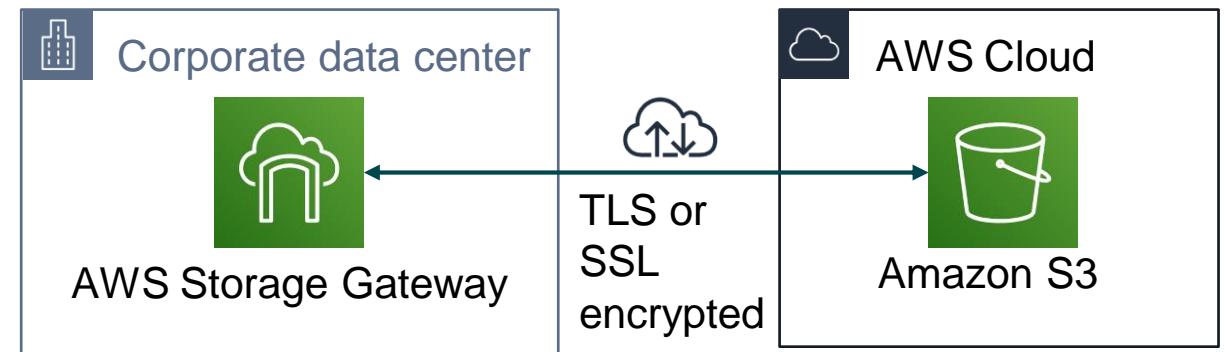 Corporate data center
AWS Cloud
TLS or
SSL
encrypted
AWS Storage Gateway
Amazon S3